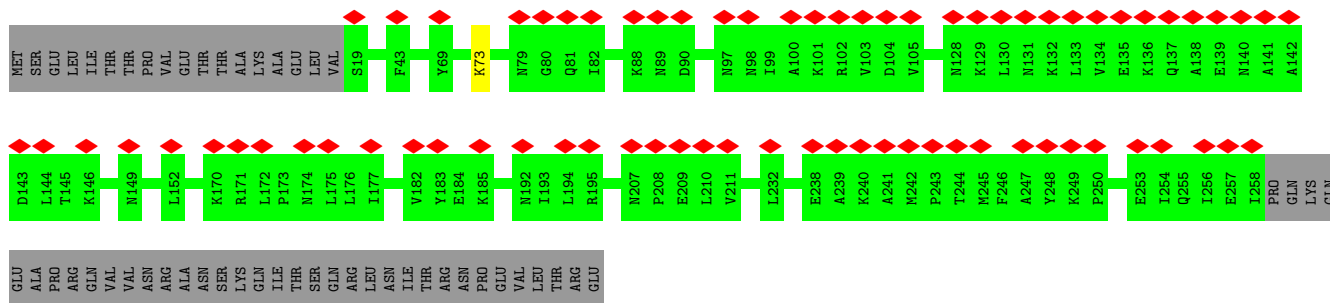 MET SER GLU LEU ILE THR THR PRO VAL GLU THR THR ALA LYS ALA GLU LEU VAL S19 F43 Y69 K73 N79 G80 Q81 I82 K88 N89 D90 N97 N98 I99 A100 K101 R102 V103 D104 V105 N128 K129 L130 N131 K132 L133 V134 E135 K136 Q137 A138 E139 N140 A141 A142
D143 L144 T145 K146 N149 L152 K170 R171 L172 P173 N174 L175 L176 I177 V182 Y183 E184 K185 N192 I193 L194 R195 N207 P208 E209 L210 V211 L232 E238 A239 K240 A241 M242 P243 T244 M245 F246 A247 Y248 K249 P250 E253 I254 Q255 I256 E257 I258 PRO GLN LYS GLN
GLU ALA PRO ARG GLN VAL VAL ASN ARG ALA ASN SER LYS GLN ILE THR SER GLN ARG LEU ASN ILE THR ARG ASN PRO GLU VAL LEU THR ARG GLU